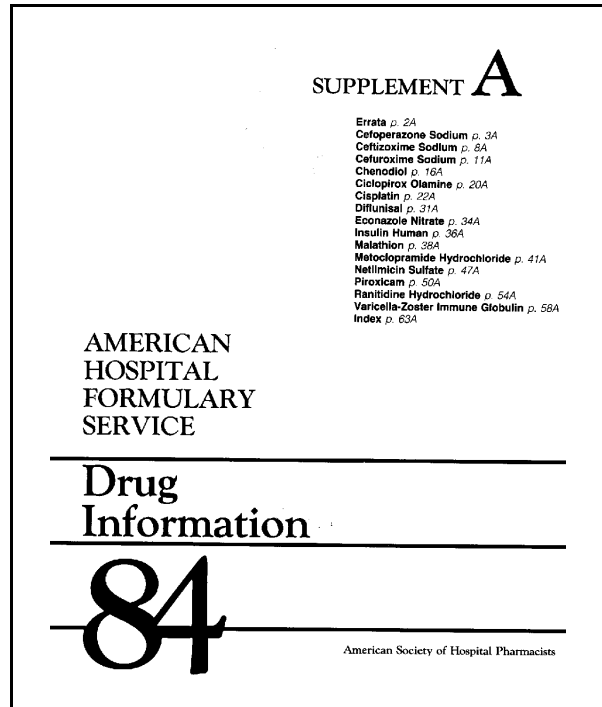 SUPPLEMENT A
Errata p. 2A
Cefoperazone Sodium p. 3A
Ceftizoxime Sodium p. 8A
Cefuroxime Sodium p. 11A
Chenodiol p. 16A
Ciclopirox Olamine p. 20A
Cisplatin p. 22A
Diflunisal p. 31A
Econazole Nitrate p. 34A
Insulin Human p. 36A
Malathion p. 38A
Metoclopramide Hydrochloride p. 41A
Netilmicin Sulfate p. 47A
Piroxicam p. 50A
Ranitidine Hydrochloride p. 54A
Varicella-Zoster Immune Globulin p. 58A
Index p. 63A
AMERICAN
HOSPITAL
FORMULARY
SERVICE
Drug
Information
84
American Society of Hospital Pharmacists